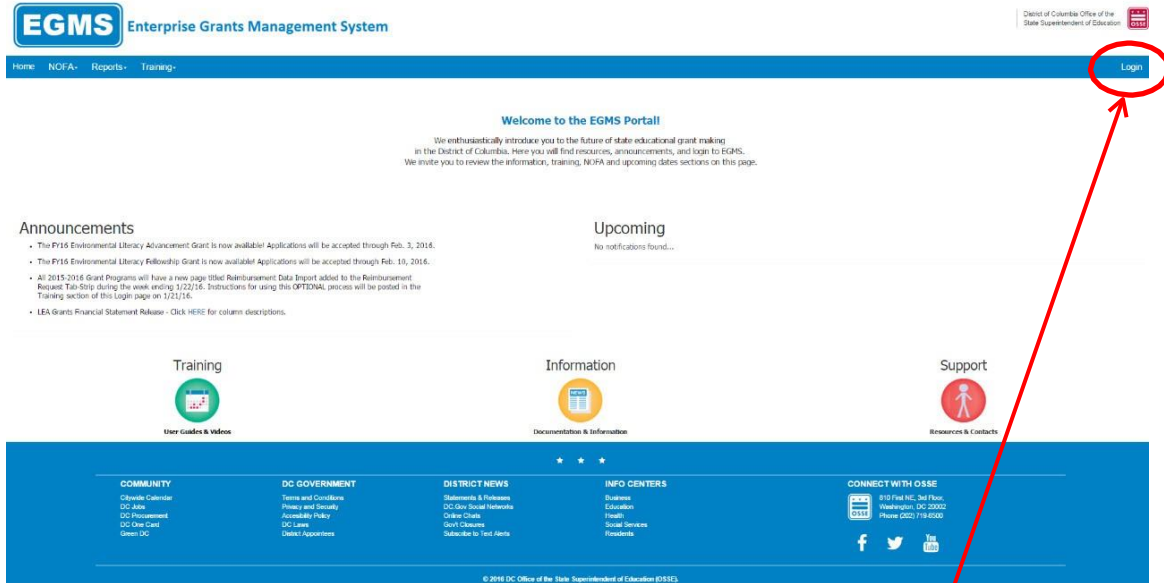 EGMS Enterprise Grants Management System
District of Columbia Office of the
State Superintendent of Education
OSSE
Home NOFA Reports Training Login
Welcome to the EGMS Portal!
We enthusiastically introduce you to the future of state educational grant making
in the District of Columbia. Here you will find resources, announcements, and login to EGMS.
We invite you to review the information, training, NOFA and upcoming dates sections on this page.
Announcements
• The FY16 Environmental Literacy Advancement Grant is now available! Applications will be accepted through Feb. 3, 2016.
• The FY16 Environmental Literacy Fellowship Grant is now available! Applications will be accepted through Feb. 10, 2016.
• All 2015-2016 Grant Programs will have a new page titled Reimbursement Data Import added to the Reimbursement
Request Tab-Strip during the week ending 1/22/16. Instructions for using this OPTIONAL process will be posted in the
Training section of this Login page on 1/21/16.
• LEA Grants Financial Statement Release - Click HERE for column descriptions.
Upcoming
No notifications found...
Training
User Guides & Videos
Information
NEWS
Documentation & Information
Support
Resources & Contacts
COMMUNITY
Citywide Calendar
DC Jobs
DC Procurement
DC One Card
Green DC
DC GOVERNMENT
Terms and Conditions
Privacy and Security
Accessibility Policy
DC Laws
District Appointees
DISTRICT NEWS
Statements & Releases
DC.Gov Social Networks
Online Chats
Gov't Closures
Subscribe to Text Alerts
INFO CENTERS
Business
Education
Health
Social Services
Residents
CONNECT WITH OSSE
OSSE
810 First NE, 3rd Floor,
Washington, DC 20002
Phone (202) 719-6500
You
Tube
© 2016 DC Office of the State Superintendent of Education (OSSE).